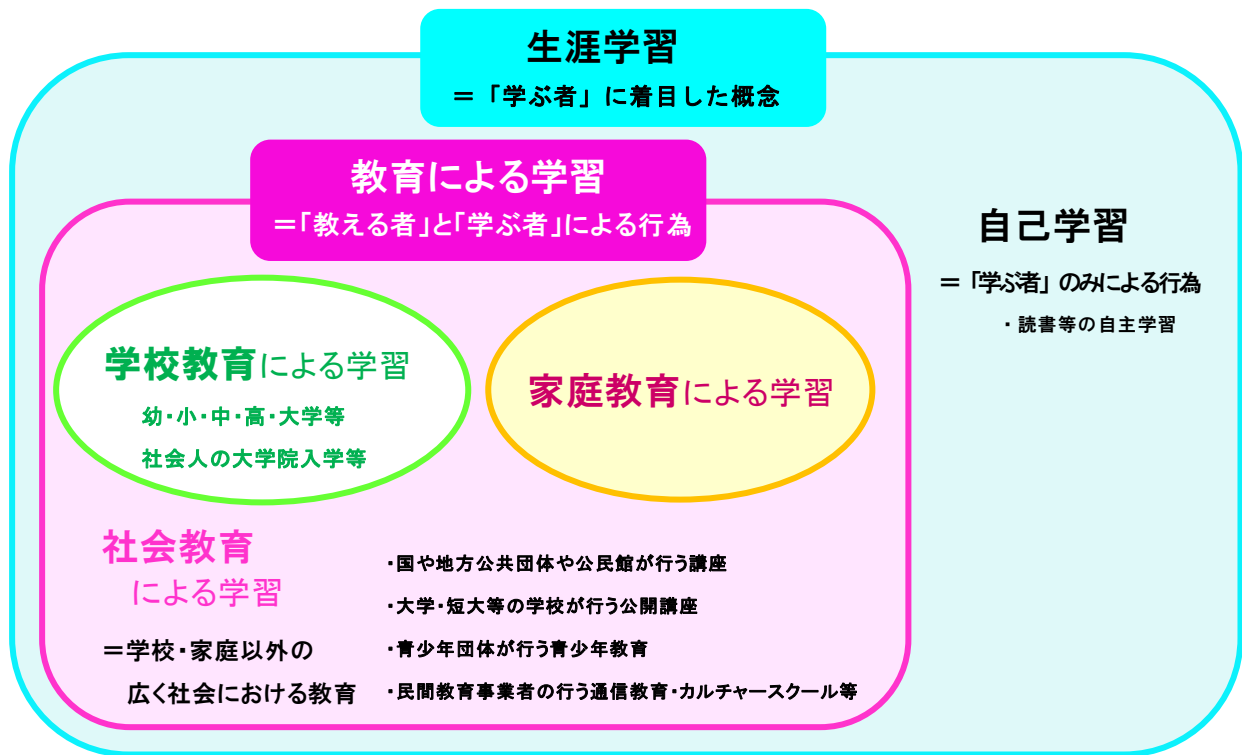 生涯学習
＝「学ぶ者」に着目した概念
教育による学習
＝「教える者」と「学ぶ者」による行為
自己学習
＝「学ぶ者」のみによる行為
・読書等の自主学習
学校教育による学習
幼・小・中・高・大学等
社会人の大学院入学等
家庭教育による学習
社会教育
による学習
＝学校・家庭以外の
広く社会における教育
・国や地方公共団体や公民館が行う講座
・大学・短大等の学校が行う公開講座
・青少年団体が行う青少年教育
・民間教育事業者の行う通信教育・カルチャースクール等